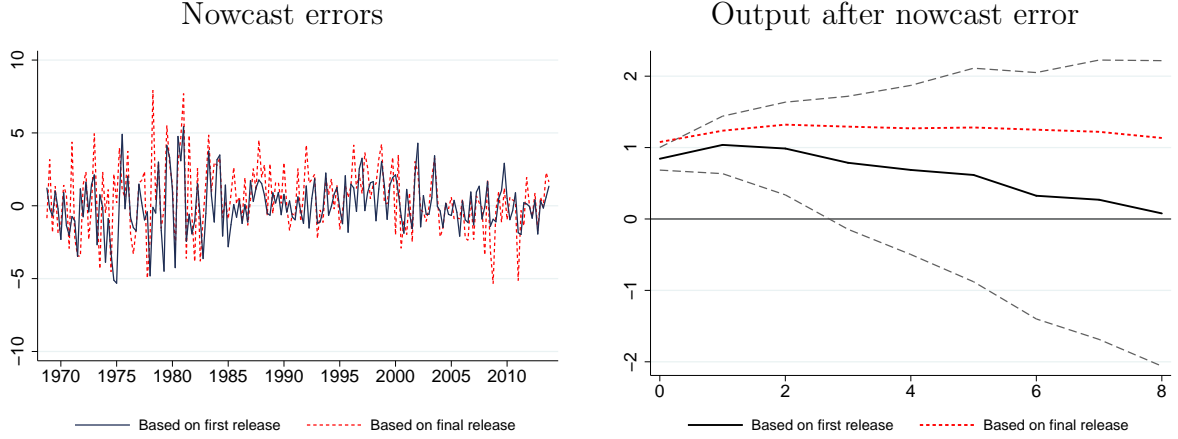 Nowcast errors
10
5
0
−5
−10
1970 1975 1980 1985 1990 1995 2000 2005 2010
Based on first release Based on final release
Output after nowcast error
2
1
0
−1
−2
0 2 4 6 8
Based on first release Based on final release